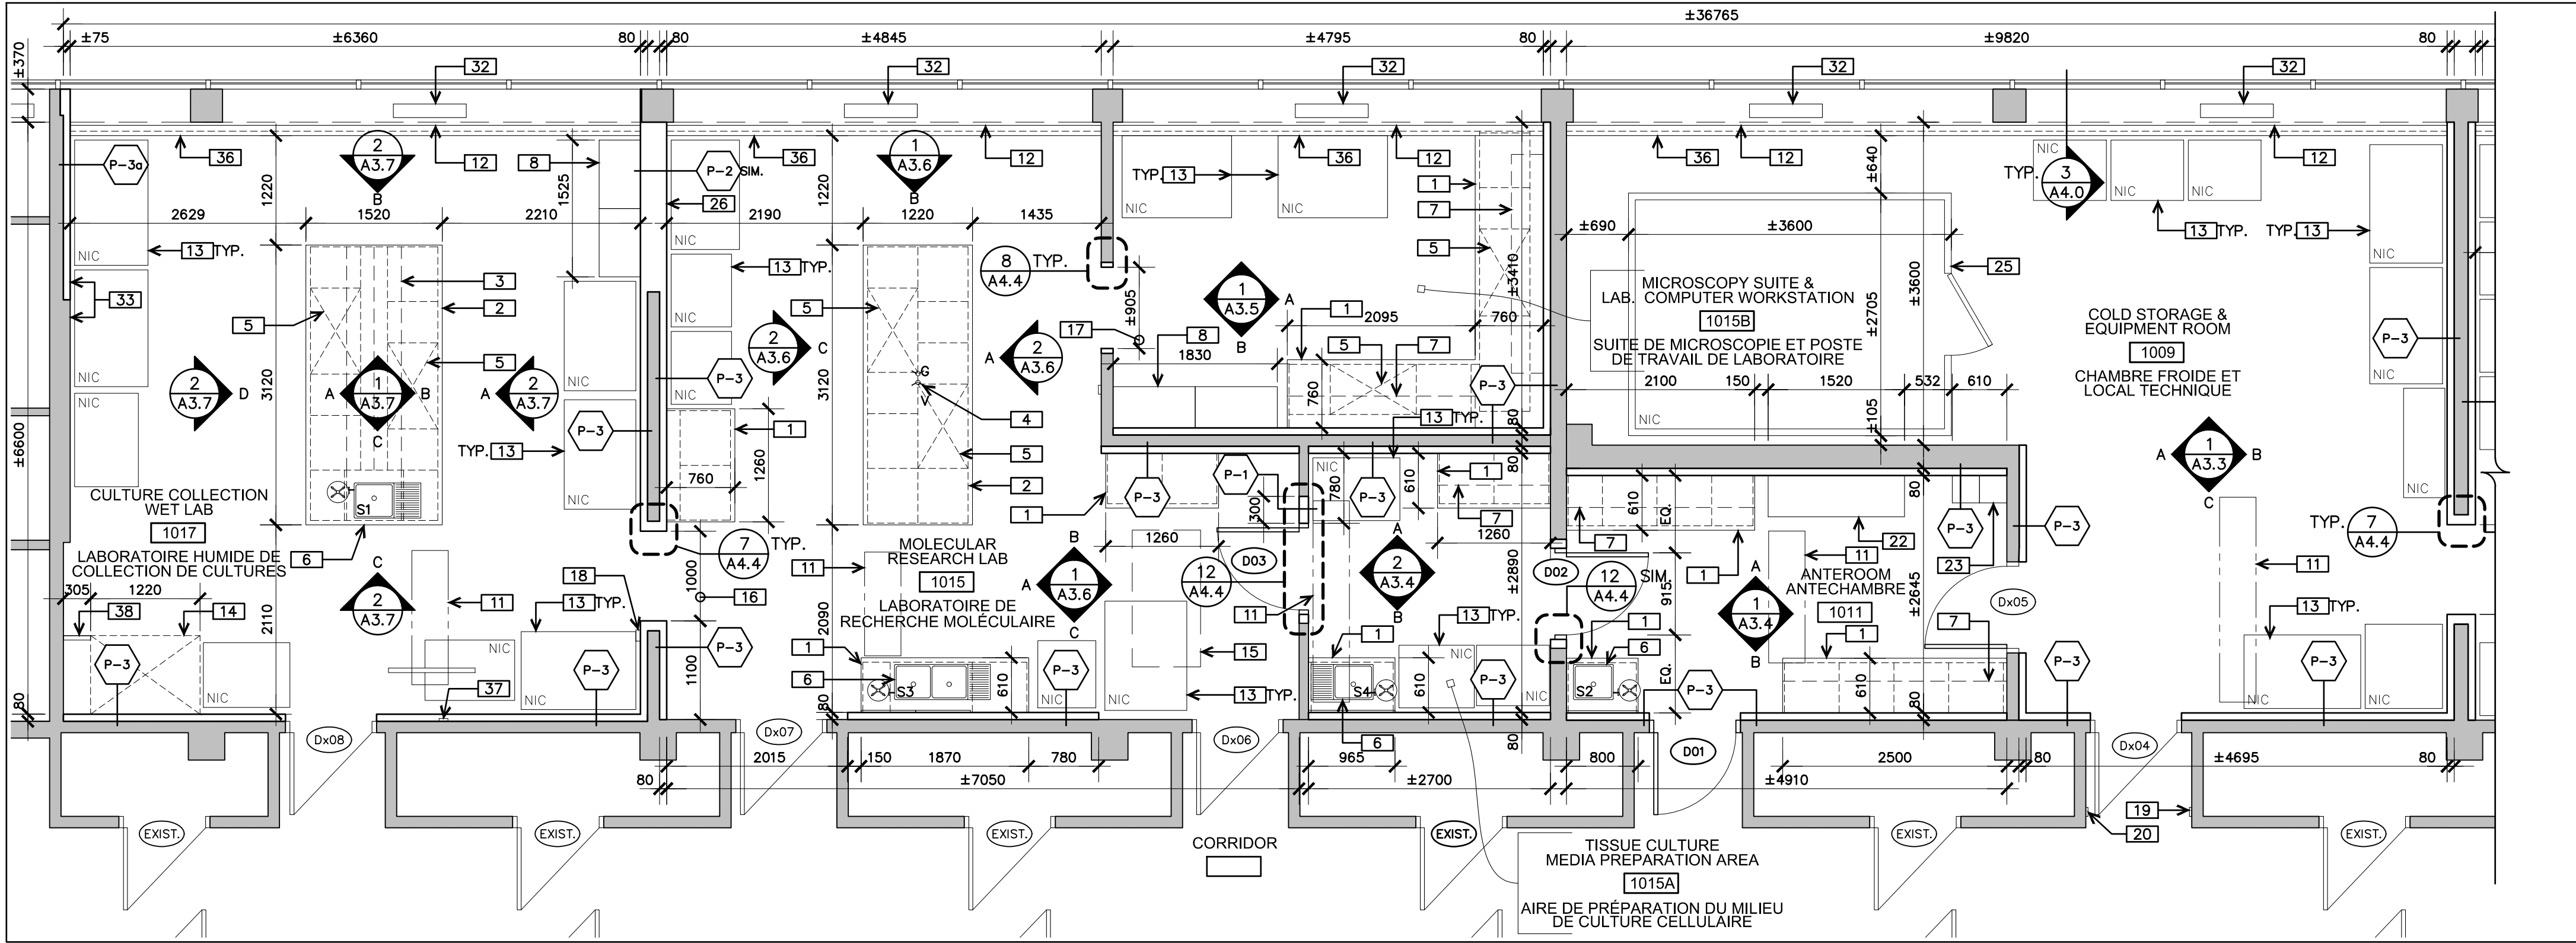 ±36765
±75
±6360
80
80
±4845
±4795
80
±9820
80
±370
32
32
32
32
32
P-3a
36
2
A3.7
B
12
8
P-2
SIM.
36
1
A3.6
B
12
TYP.
13
36
12
1
7
5
36
12
±640
NIC
TYP.
3
A4.0
NIC
NIC
12
NIC
1220
1525
26
1220
NIC
NIC
2629
1520
2210
2190
1220
1435
±690
±3600
13
TYP.
TYP.
13
NIC
13
TYP.
NIC
13
TYP.
8
A4.4
TYP.
±3410
±3600
25
33
3
2
5
5
5
±905
17
1
A3.5
A
B
1
2095
760
MICROSCOPY SUITE &
LAB. COMPUTER WORKSTATION
1015B
SUITE DE MICROSCOPIE ET POSTE
DE TRAVAIL DE LABORATOIRE
±2705
COLD STORAGE &
EQUIPMENT ROOM
1009
CHAMBRE FROIDE ET
LOCAL TECHNIQUE
P-3
NIC
NIC
2
A3.7
D
3120
1
A3.7
A
B
C
A
2
A3.7
NIC
NIC
P-3
2
A3.6
C
3120
G
V
4
A
2
A3.6
8
1830
5
7
760
P-3
80
2100
150
1520
532
610
NIC
±105
NIC
±6600
NIC
P-3
TYP.
13
NIC
1
1260
760
5
2
13
TYP.
1
A3.3
A
B
C
NIC
CULTURE COLLECTION
WET LAB
1017
LABORATOIRE HUMIDE DE
COLLECTION DE CULTURES
S1
6
7
A4.4
TYP.
1000
16
P-3
1
P-1
NIC
P-3
780
300
610
80
1
7
1260
610
EQ.
7
80
P-3
P-3
TYP.
7
A4.4
MOLECULAR
RESEARCH LAB
1015
LABORATOIRE DE
RECHERCHE MOLÉCULAIRE
11
1260
D03
12
A4.4
2
A3.4
A
B
±2890
D02
12
A4.4
SIM.
915
1
11
22
ANTEROOM
ANTECHAMBRE
1011
±2645
23
Dx05
11
305
1220
38
14
2110
C
2
A3.7
11
18
13
TYP.
P-3
1100
2090
1
A3.6
A
B
C
11
15
1
13
TYP.
1
6
1
A3.4
A
B
1
7
P-3
13
TYP.
P-3
80
NIC
NIC
NIC
P-3
37
1
6
S3
80
610
P-3
13
TYP.
S4
610
NIC
P-3
S2
EQ.
P-3
610
80
NIC
P-3
NIC
Dx08
Dx07
Dx06
6
80
D01
Dx04
2015
150
1870
780
965
800
2500
80
±4695
80
80
±7050
±2700
±4910
19
20
EXIST.
EXIST.
EXIST.
EXIST.
EXIST.
EXIST.
CORRIDOR
TISSUE CULTURE
MEDIA PREPARATION AREA
1015A
AIRE DE PRÉPARATION DU MILIEU
DE CULTURE CELLULAIRE